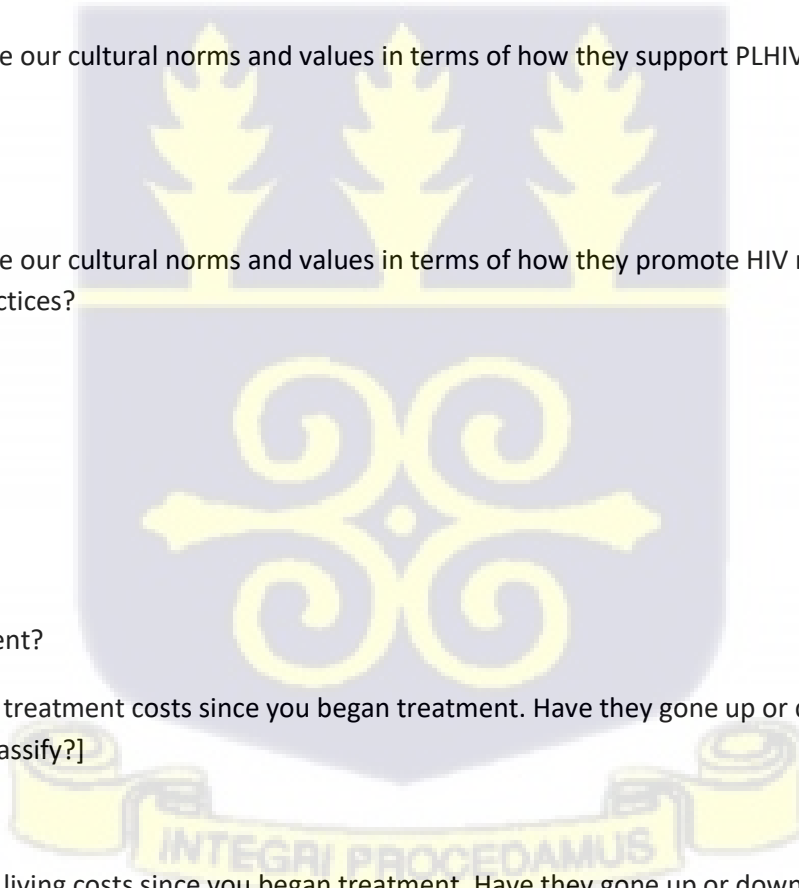 e our cultural norms and values in terms of how they support PLHIV
e our cultural norms and values in terms of how they promote HIV
ctices?
ent?
treatment costs since you began treatment. Have they gone up or
assify?]
INTEGRI PROCEDAMUS
living costs since you began treatment. Have they gone up or down